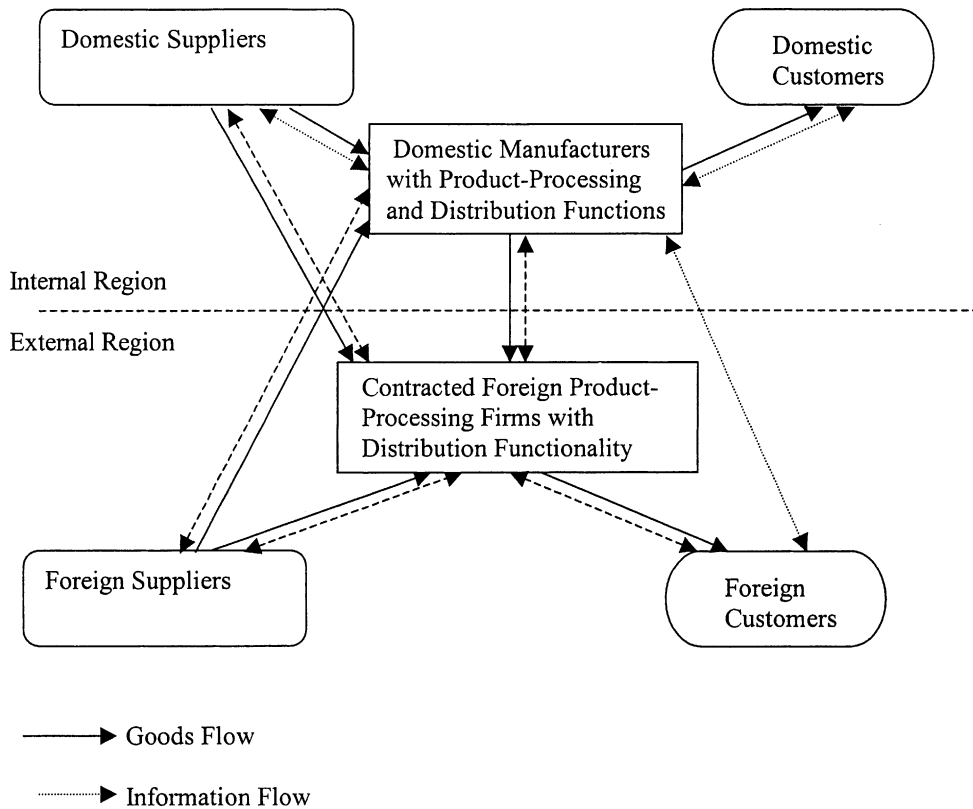 Domestic Suppliers
Domestic
Customers
Domestic Manufacturers
with Product-Processing
and Distribution Functions
Internal Region
External Region
Contracted Foreign Product-
Processing Firms with
Distribution Functionality
Foreign Suppliers
Foreign
Customers
Goods Flow
Information Flow